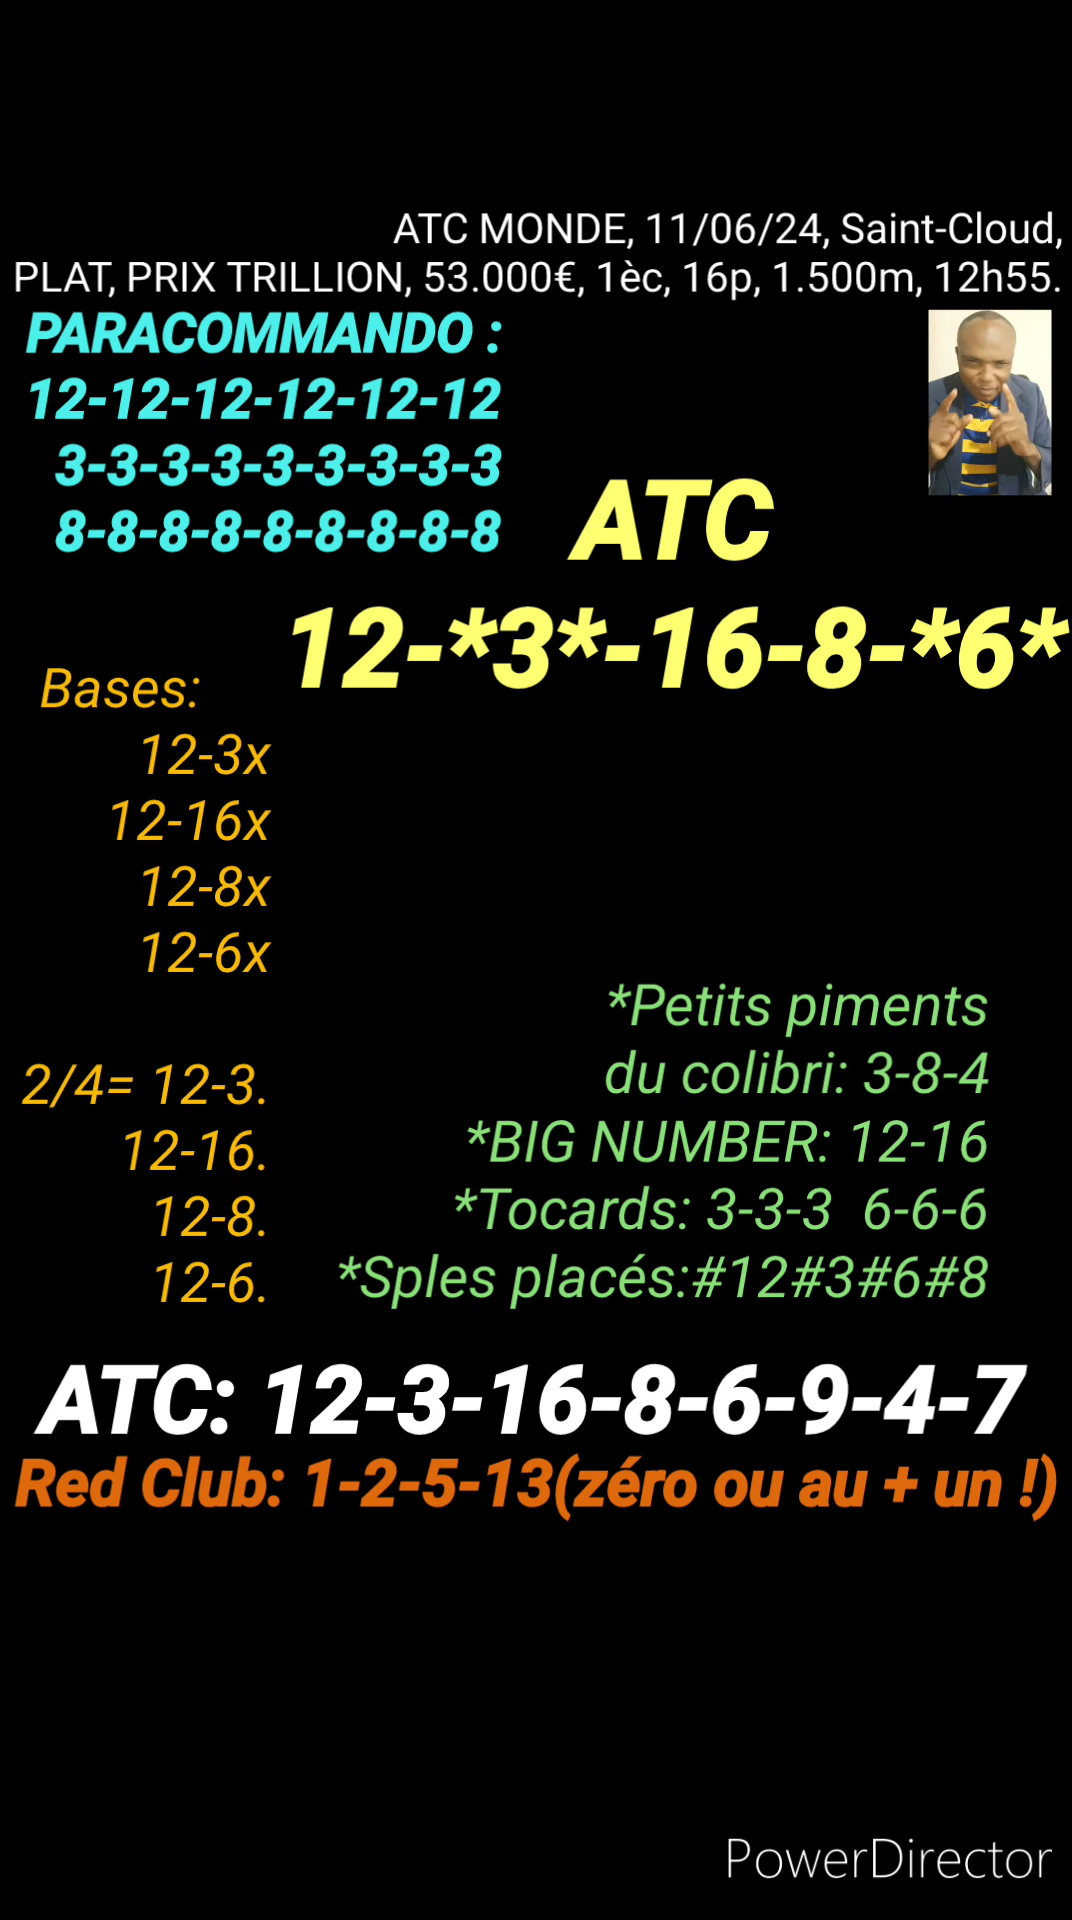 ATC MONDE, 11/06/24, Saint-Cloud,
PLAT, PRIX TRILLION, 53.000€, 1èc, 16p, 1.500m, 12h55.
PARACOMMANDO :
12-12-12-12-12-12
3-3-3-3-3-3-3-3-3
8-8-8-8-8-8-8-8-8
ATC
12-*3*-16-8-*6*
Bases:
12-3x
12-16x
12-8x
12-6x
2/4= 12-3.
12-16.
12-8.
12-6.
*Petits piments
du colibri: 3-8-4
*BIG NUMBER: 12-16
*Tocards: 3-3-3  6-6-6
*Sples placés:#12#3#6#8
ATC: 12-3-16-8-6-9-4-7
Red Club: 1-2-5-13(zéro ou au + un !)
PowerDirector